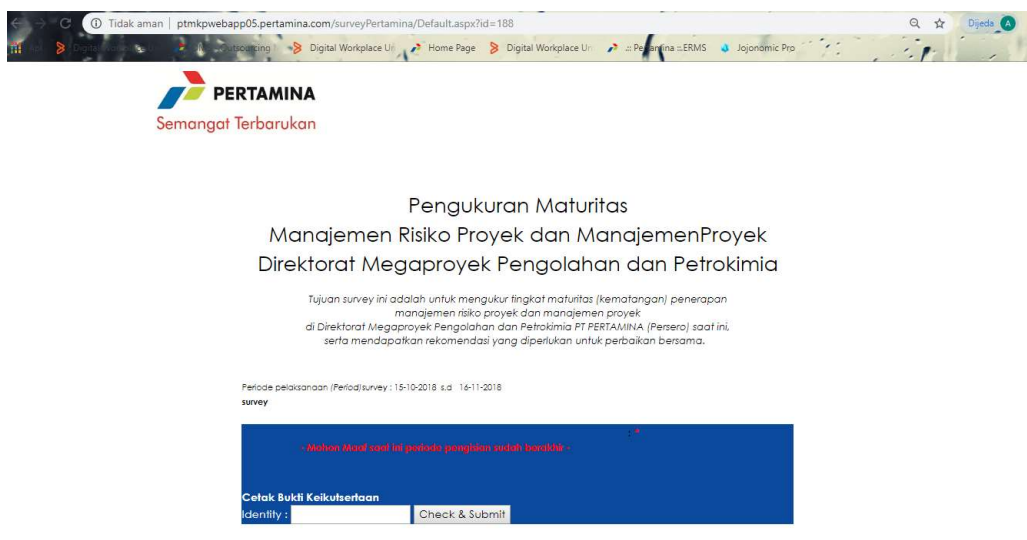 Tidak aman | ptmkpwebapp05.pertamina.com/surveyPertamina/Default.aspx?id=188
Dijeda A
Digital Workplace Un Home Page Digital Workplace Un .:: Pertamina ::.ERMS Jojonomic Pro
PERTAMINA
Semangat Terbarukan
Pengukuran Maturitas
Manajemen Risiko Proyek dan ManajemenProyek
Direktorat Megaproyek Pengolahan dan Petrokimia
Tujuan survey ini adalah untuk mengukur tingkat maturitas (kematangan) penerapan
manajemen risiko proyek dan manajemen proyek
di Direktorat Megaproyek Pengolahan dan Petrokimia PT PERTAMINA (Persero) saat ini,
serta mendapatkan rekomendasi yang diperlukan untuk perbaikan bersama.
Periode pelaksanaan (Period)survey : 15-10-2018 s.d 16-11-2018
survey
: *
- Mohon Maaf saat ini periode pengisian sudah berakhir -
Cetak Bukti Keikutsertaan
Identity : Check & Submit